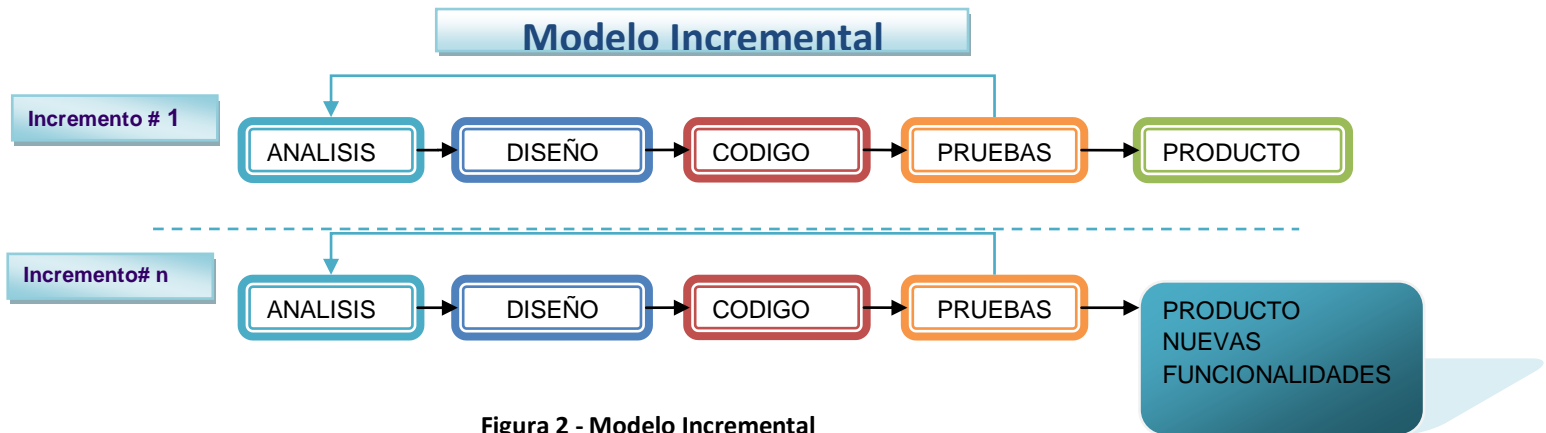 Modelo Incremental
Incremento # 1
ANALISIS
DISEÑO
CODIGO
PRUEBAS
PRODUCTO
Incremento# n
ANALISIS
DISEÑO
CODIGO
PRUEBAS
PRODUCTO
NUEVAS
FUNCIONALIDADES
Figura 2 - Modelo Incremental